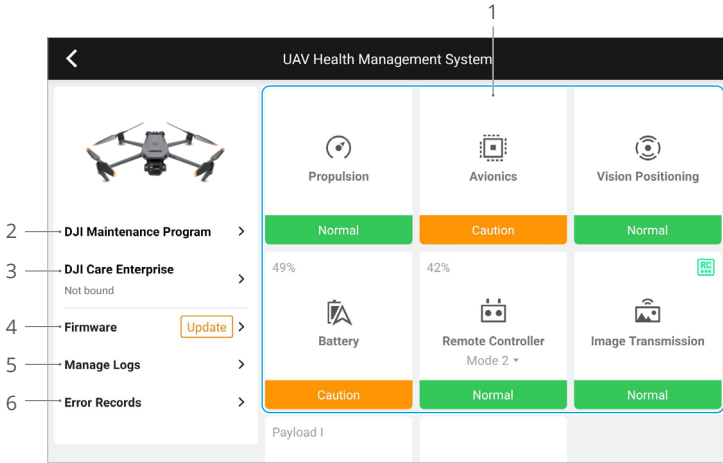 1
UAV Health Management System
2
DJI Maintenance Program
3
DJI Care Enterprise
Not bound
4
Firmware
Update
5
Manage Logs
6
Error Records
Propulsion
Normal
Avionics
Caution
Vision Positioning
Normal
49%
Battery
Caution
42%
Remote Controller
Mode 2
Normal
RC
Image Transmission
Normal
Payload I